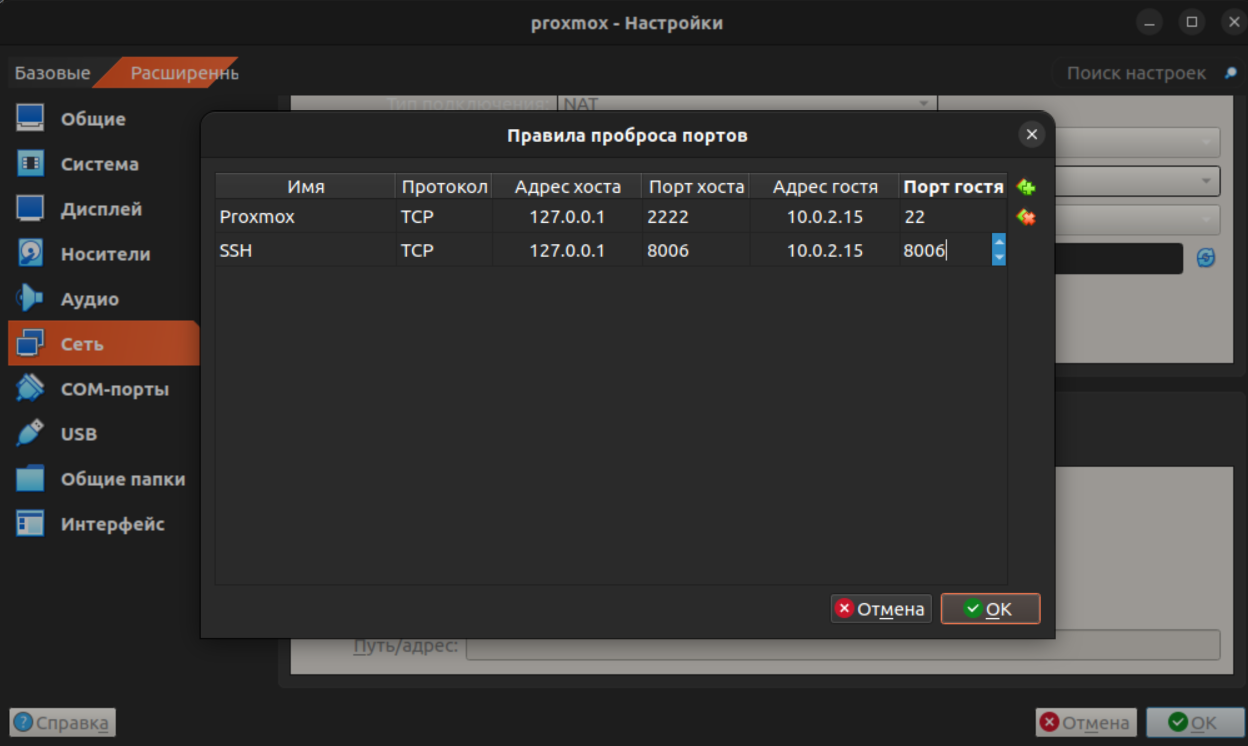 proxmox - Настройки
Базовые
Расширеннь
Поиск настроек
Общие
Система
Дисплей
Носители
Аудио
Сеть
COM-порты
USB
Общие папки
Интерфейс
Тип подключения: NAT
Правила проброса портов
Имя Протокол Адрес хоста Порт хоста Адрес гостя Порт гостя
Proxmox TCP 127.0.0.1 2222 10.0.2.15 22
SSH TCP 127.0.0.1 8006 10.0.2.15 8006
Отмена OK
Путь/адрес:
Справка Отмена OK